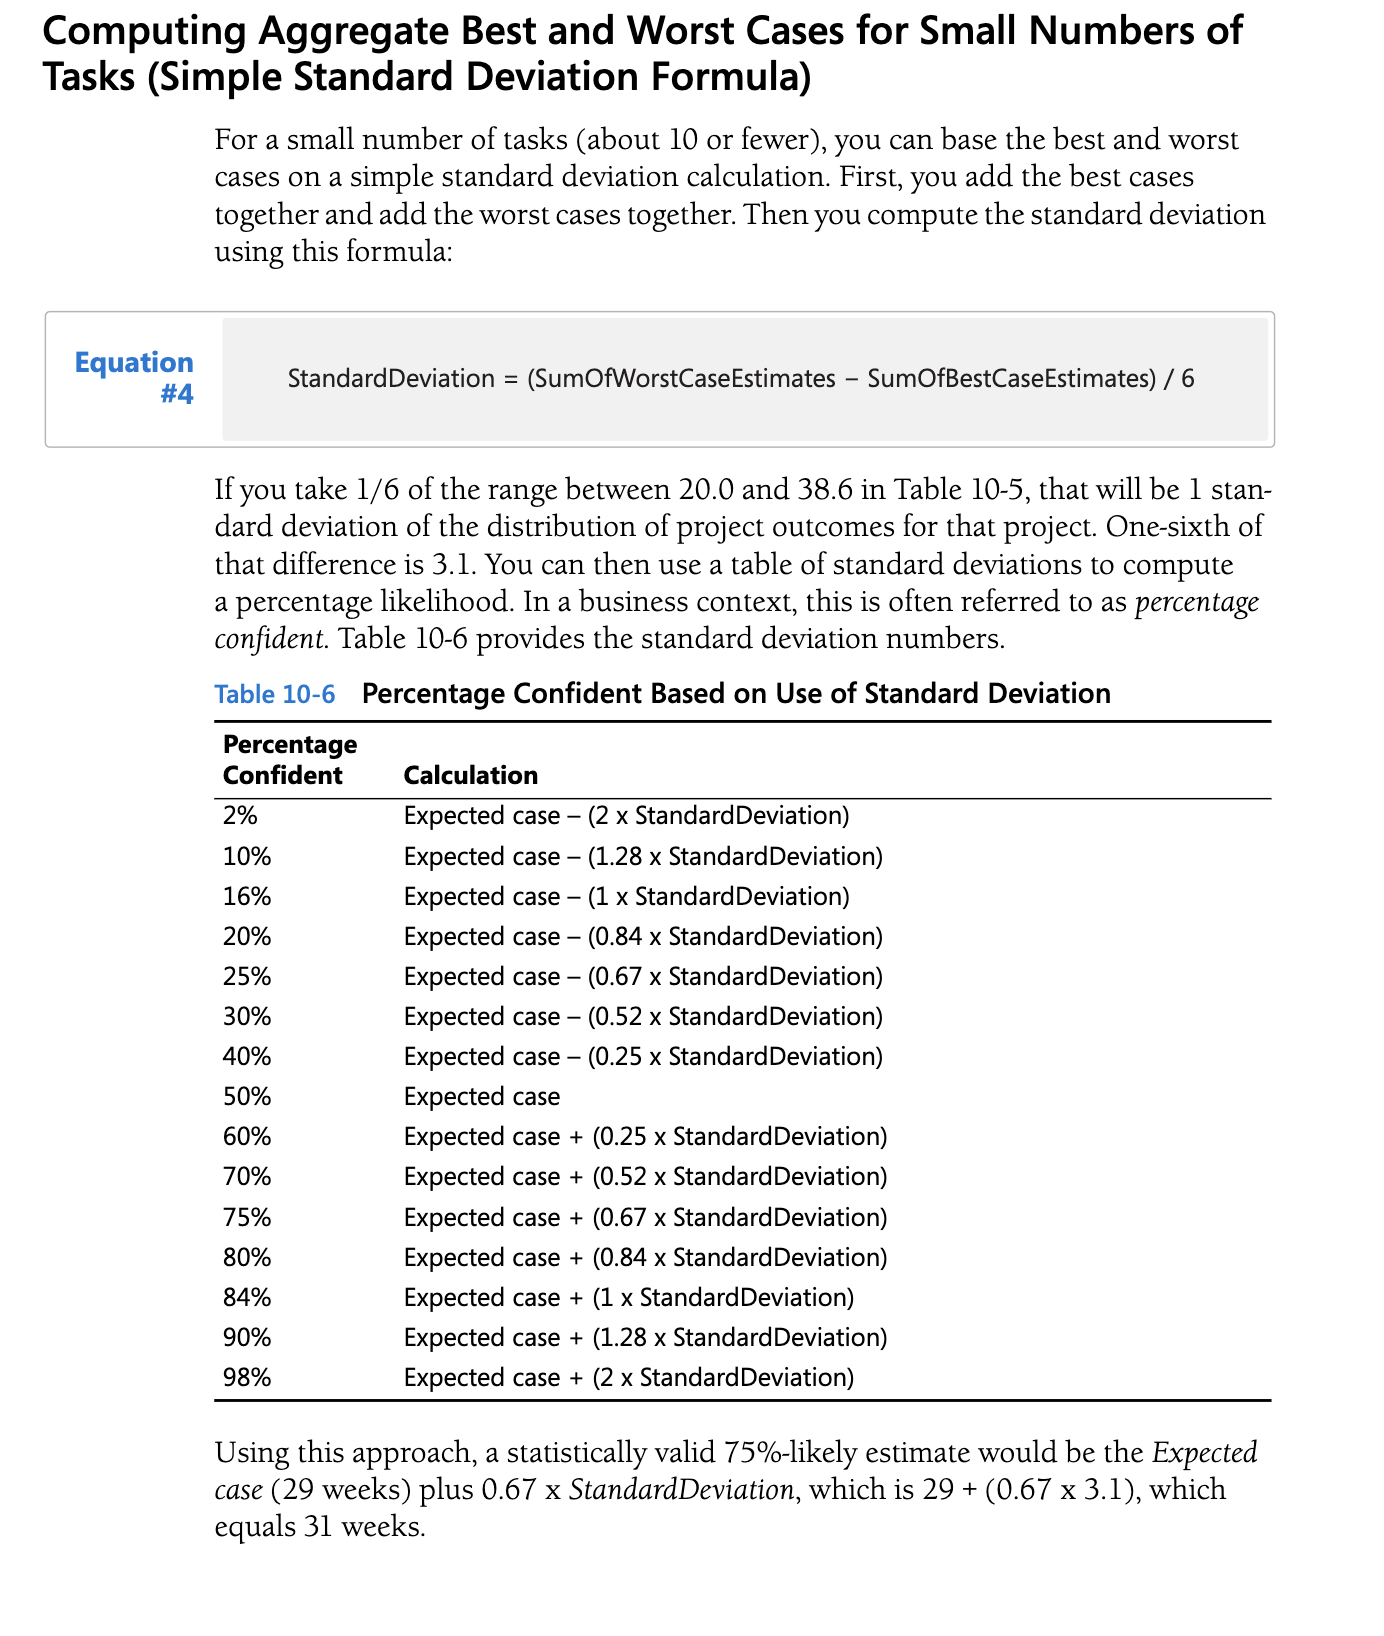 Computing Aggregate Best and Worst Cases for Small Numbers of
Tasks (Simple Standard Deviation Formula)
For a small number of tasks (about 10 or fewer), you can base the best and worst
cases on a simple standard deviation calculation. First, you add the best cases
together and add the worst cases together. Then you compute the standard deviation
using this formula:
Equation
#4
StandardDeviation = (SumOfWorstCaseEstimates – SumOfBestCaseEstimates) / 6
If you take 1/6 of the range between 20.0 and 38.6 in Table 10-5, that will be 1 stan-
dard deviation of the distribution of project outcomes for that project. One-sixth of
that difference is 3.1. You can then use a table of standard deviations to compute
a percentage likelihood. In a business context, this is often referred to as percentage
confident. Table 10-6 provides the standard deviation numbers.
Table 10-6 Percentage Confident Based on Use of Standard Deviation
Percentage
Confident Calculation
2% Expected case – (2 x StandardDeviation)
10% Expected case – (1.28 x StandardDeviation)
16% Expected case – (1 x StandardDeviation)
20% Expected case – (0.84 x StandardDeviation)
25% Expected case – (0.67 x StandardDeviation)
30% Expected case – (0.52 x StandardDeviation)
40% Expected case – (0.25 x StandardDeviation)
50% Expected case
60% Expected case + (0.25 x StandardDeviation)
70% Expected case + (0.52 x StandardDeviation)
75% Expected case + (0.67 x StandardDeviation)
80% Expected case + (0.84 x StandardDeviation)
84% Expected case + (1 x StandardDeviation)
90% Expected case + (1.28 x StandardDeviation)
98% Expected case + (2 x StandardDeviation)
Using this approach, a statistically valid 75%-likely estimate would be the Expected
case (29 weeks) plus 0.67 x StandardDeviation, which is 29 + (0.67 x 3.1), which
equals 31 weeks.